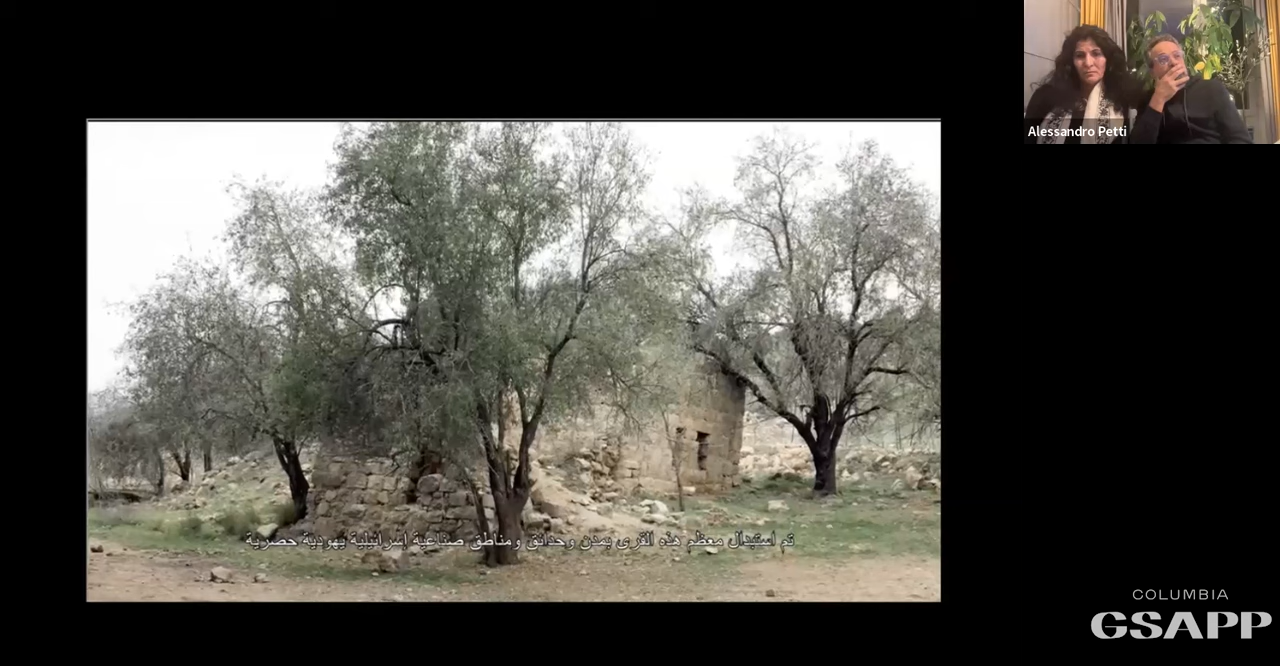 Alessandro Petti
تم استبدال معظم هذه القرى بمدن وحدائق ومناطق صناعية إسرائيلية يهودية حصرية
COLUMBIA
GSAPP